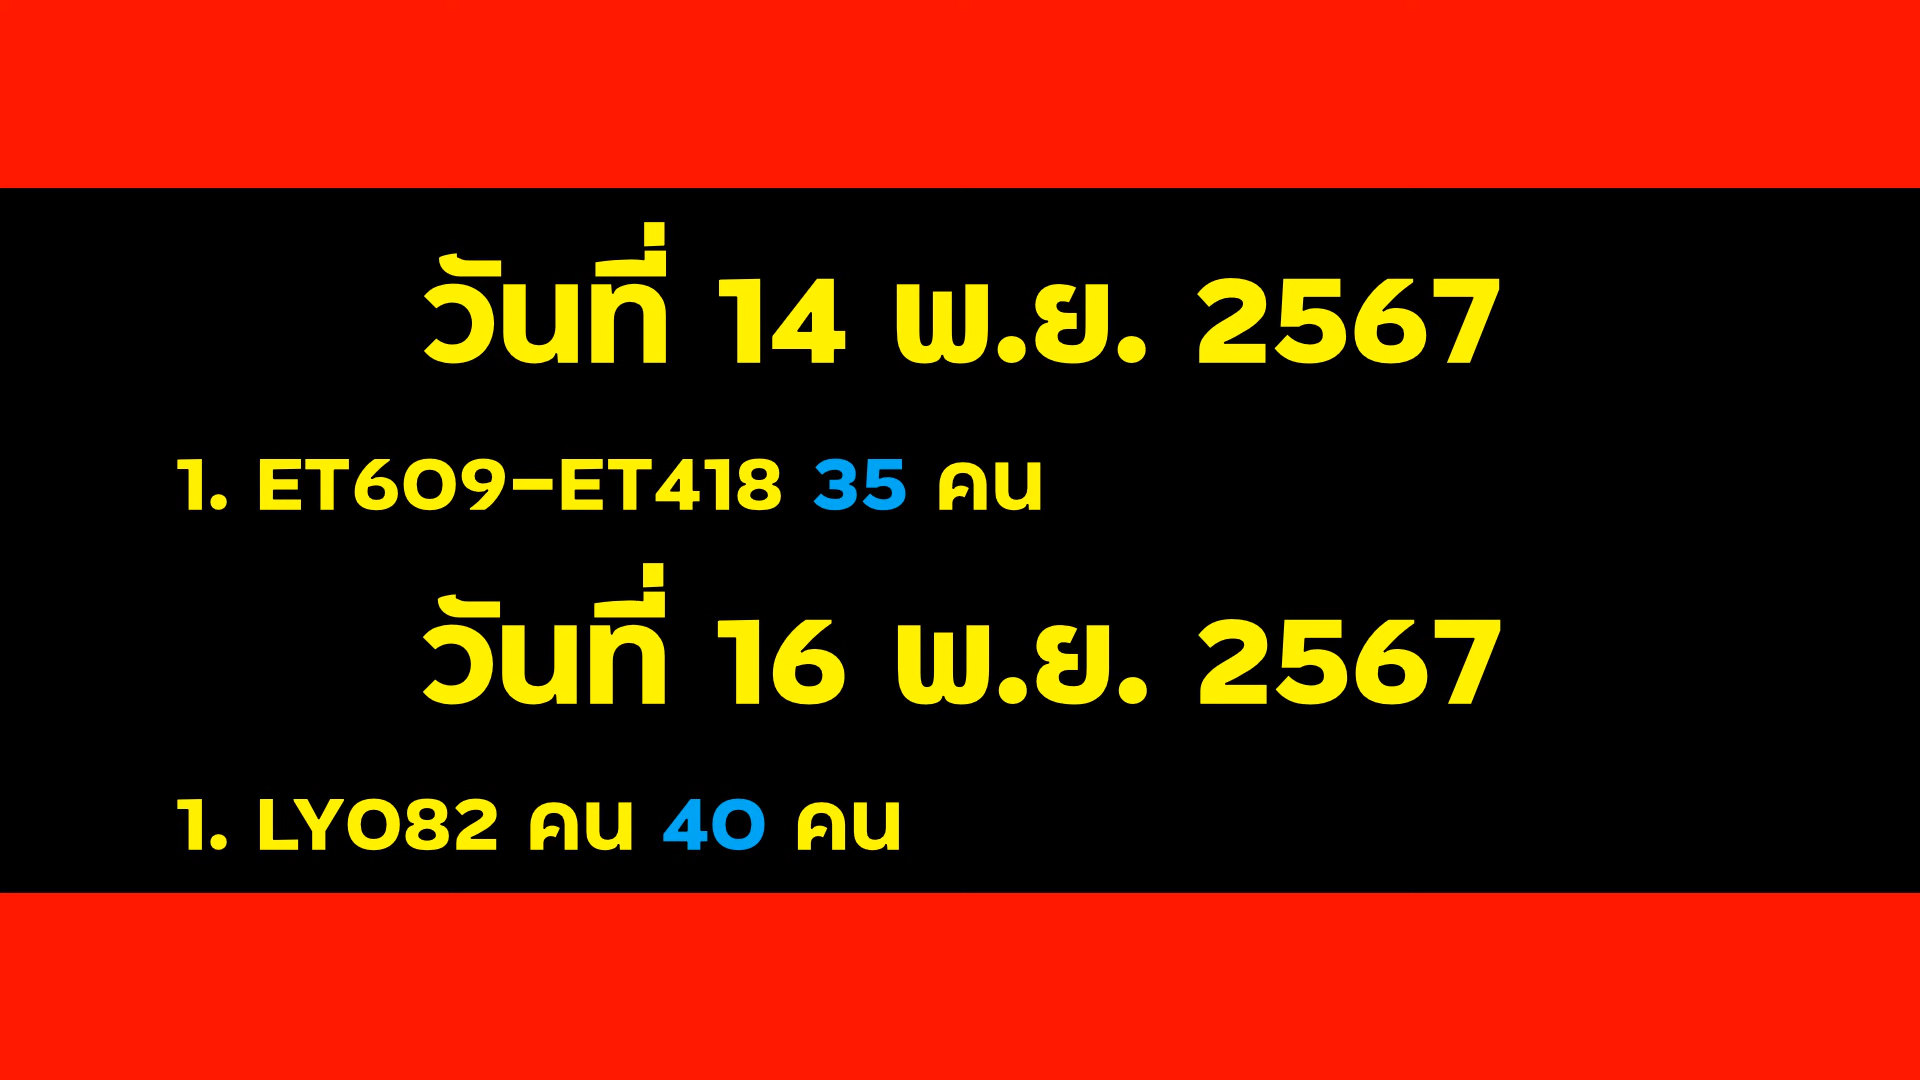 วันที่ 14 พ.ย. 2567
1. ET609-ET418 35 คน
วันที่ 16 พ.ย. 2567
1. LY082 คน 40 คน